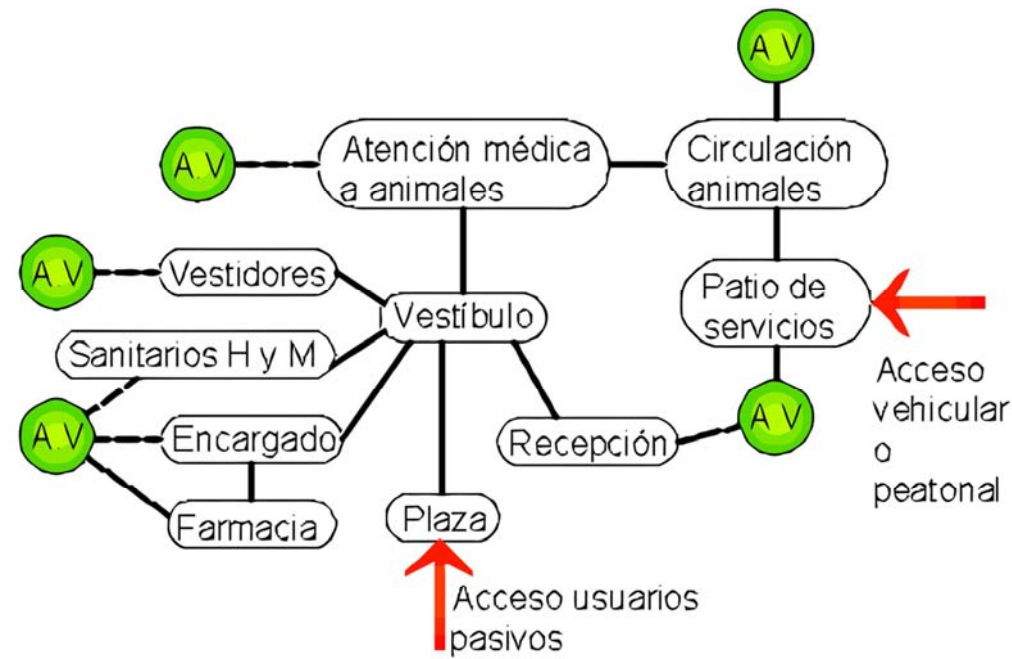 A.V
Atención médica
a animales
A.V
Circulación
animales
A.V
Vestidores
Vestíbulo
Patio de
servicios
Sanitarios H y M
Acceso
vehicular
o
peatonal
A.V
Encargado
Recepción
A.V
Farmacia
Plaza
Acceso usuarios
pasivos